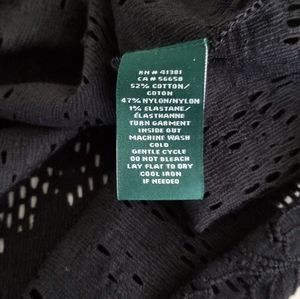 RN # 41381
CA # 56658
52% COTTON/
COTON
47% NYLON/NYLON
1% ELASTANE/
ÉLASTHANNE
TURN GARMENT
INSIDE OUT
MACHINE WASH
COLD
GENTLE CYCLE
DO NOT BLEACH
LAY FLAT TO DRY
COOL IRON
IF NEEDED